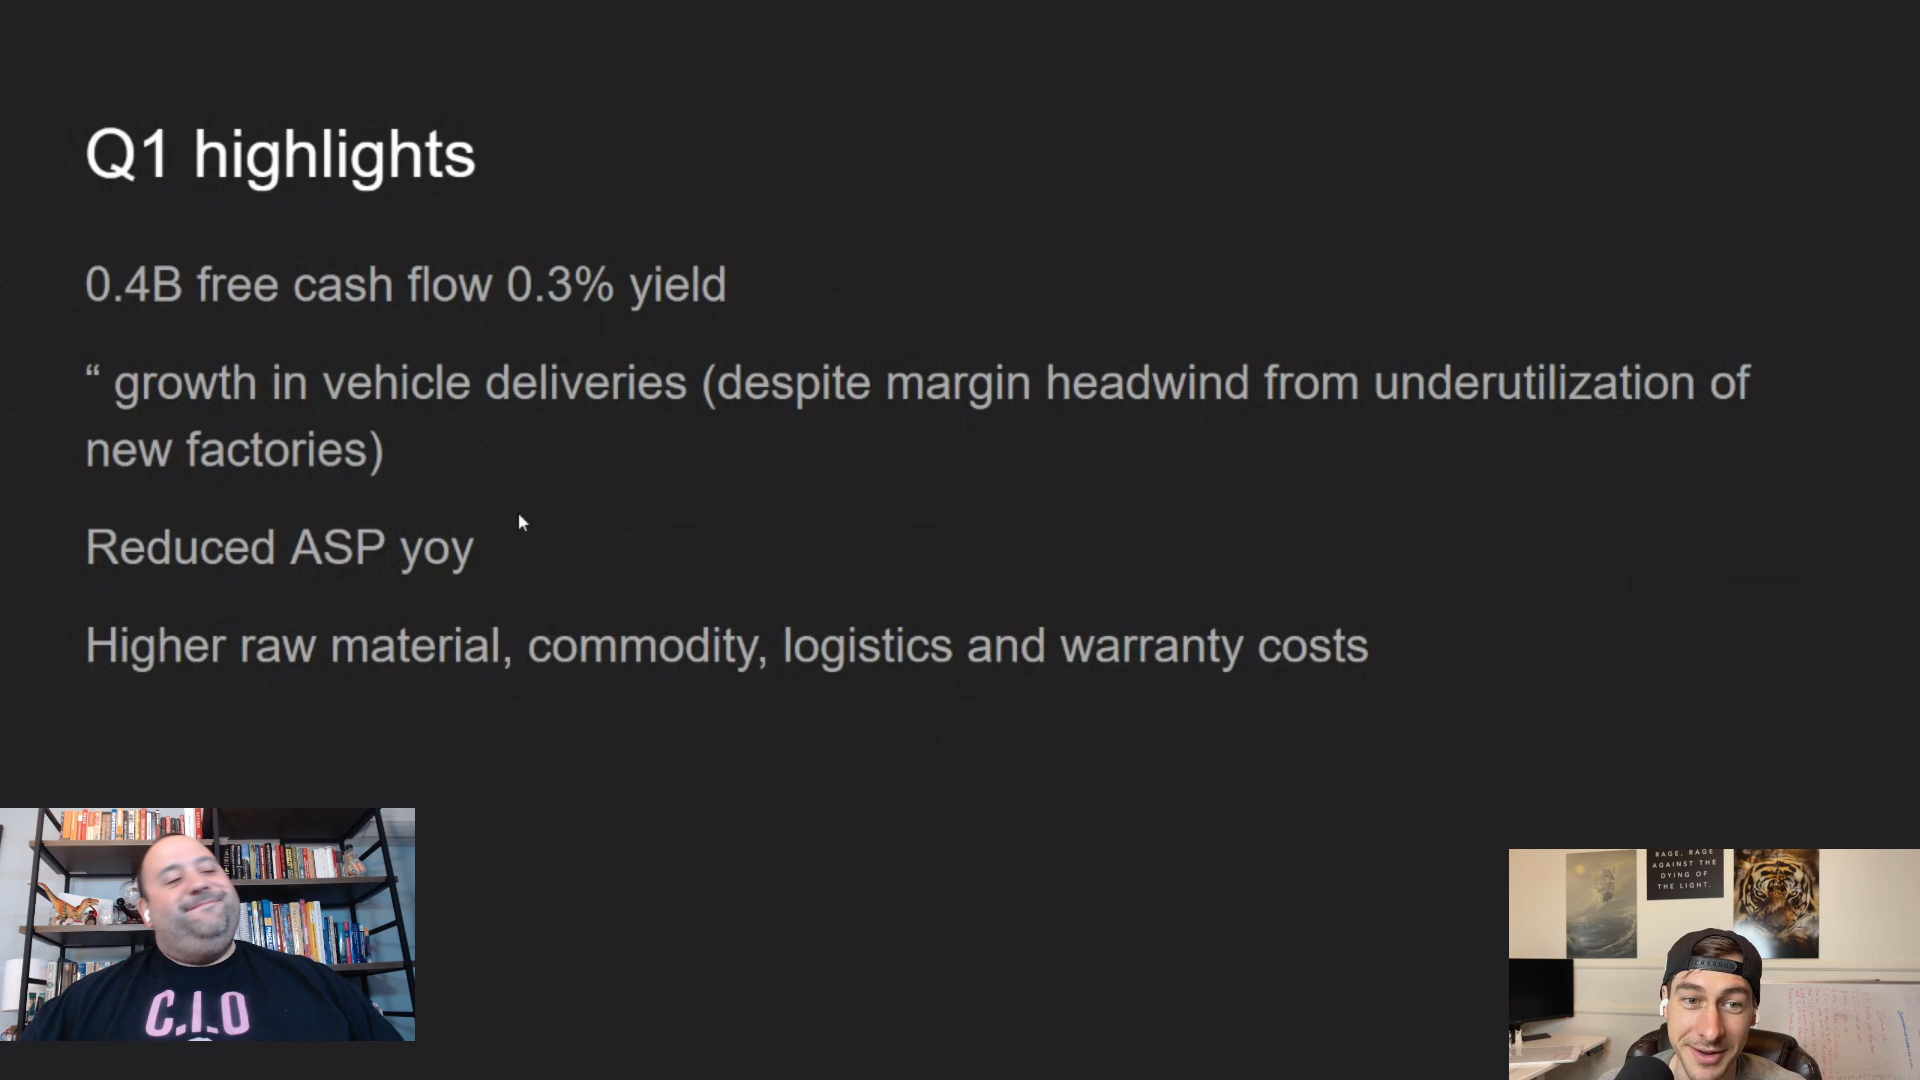 Q1 highlights
0.4B free cash flow 0.3% yield
“ growth in vehicle deliveries (despite margin headwind from underutilization of
new factories)
Reduced ASP yoy
Higher raw material, commodity, logistics and warranty costs
C.I.O
RAGE, RAGE
AGAINST THE
DYING OF
THE LIGHT.